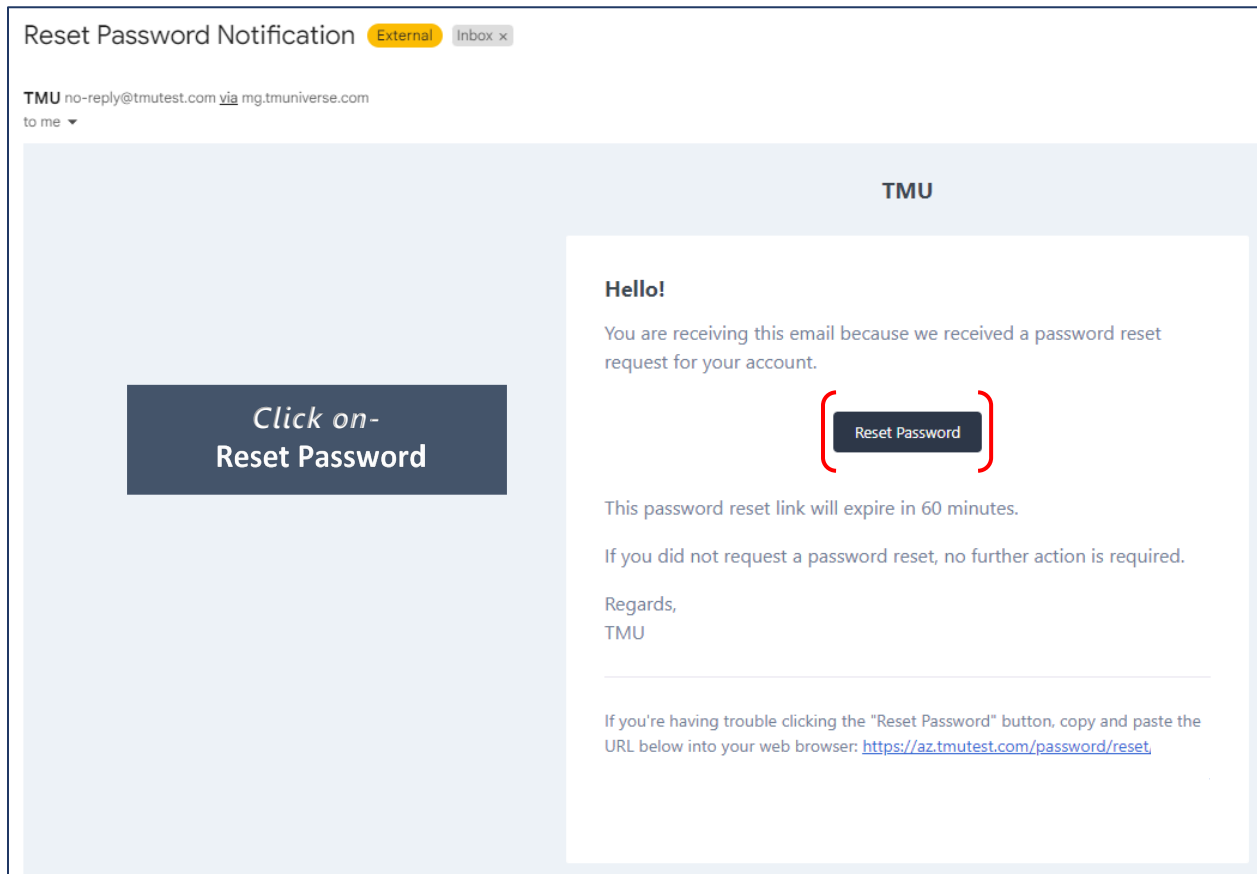 Reset Password Notification External Inbox ×
TMU no-reply@tmutest.com via mg.tmuniverse.com
to me
TMU
Hello!
You are receiving this email because we received a password reset
request for your account.
Click on-
Reset Password
Reset Password
This password reset link will expire in 60 minutes.
If you did not request a password reset, no further action is required.
Regards,
TMU
If you're having trouble clicking the "Reset Password" button, copy and paste the
URL below into your web browser: https://az.tmutest.com/password/reset,